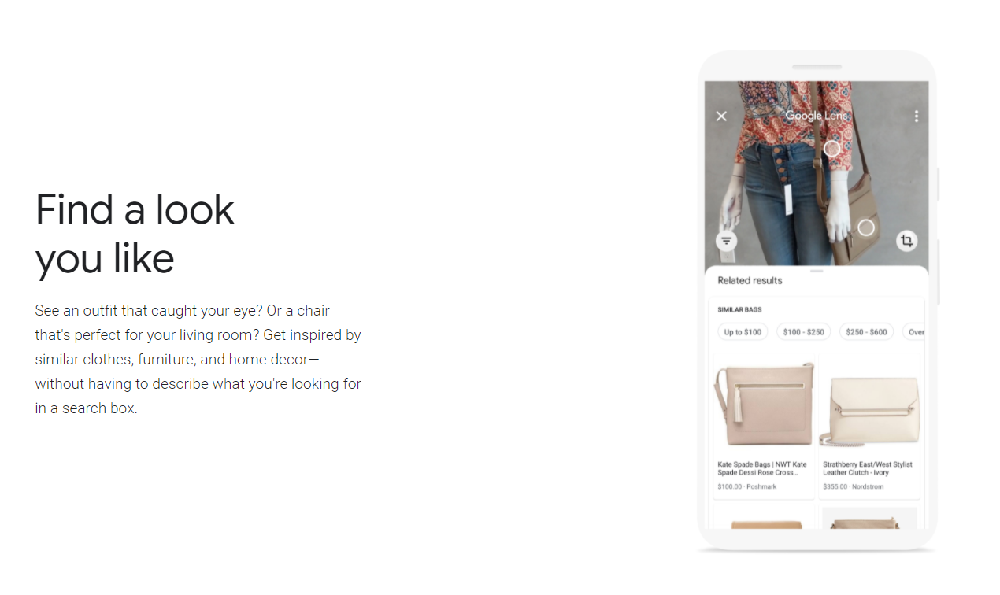 Find a look
you like
See an outfit that caught your eye? Or a chair
that's perfect for your living room? Get inspired by
similar clothes, furniture, and home decor—
without having to describe what you're looking for
in a search box.
Google Lens
Related results
SIMILAR BAGS
Up to $100 $100 - $250 $250 - $600 Over
Kate Spade Bags | NWT Kate
Spade Dessi Rose Cross...
$100.00 · Poshmark
Strathberry East/West Stylist
Leather Clutch - Ivory
$355.00 · Nordstrom